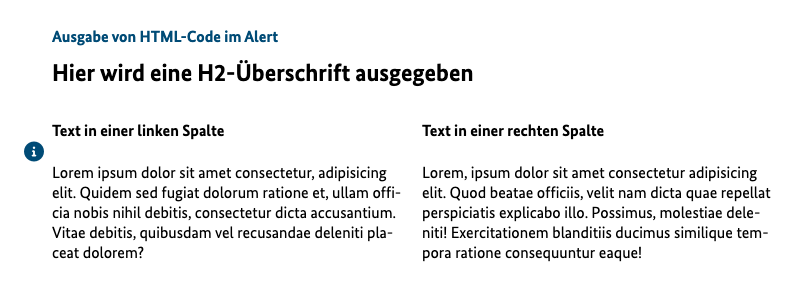 Ausgabe von HTML-Code im Alert
Hier wird eine H2-Überschrift ausgegeben
Text in einer linken Spalte
Lorem ipsum dolor sit amet consectetur, adipisicing
elit. Quidem sed fugiat dolorum ratione et, ullam offi-
cia nobis nihil debitis, consectetur dicta accusantium.
Vitae debitis, quibusdam vel recusandae deleniti pla-
ceat dolorem?
Text in einer rechten Spalte
Lorem, ipsum dolor sit amet consectetur adipisicing
elit. Quod beatae officiis, velit nam dicta quae repellat
perspiciatis explicabo illo. Possimus, molestiae dele-
niti! Exercitationem blanditiis ducimus similique tem-
pora ratione consequuntur eaque!